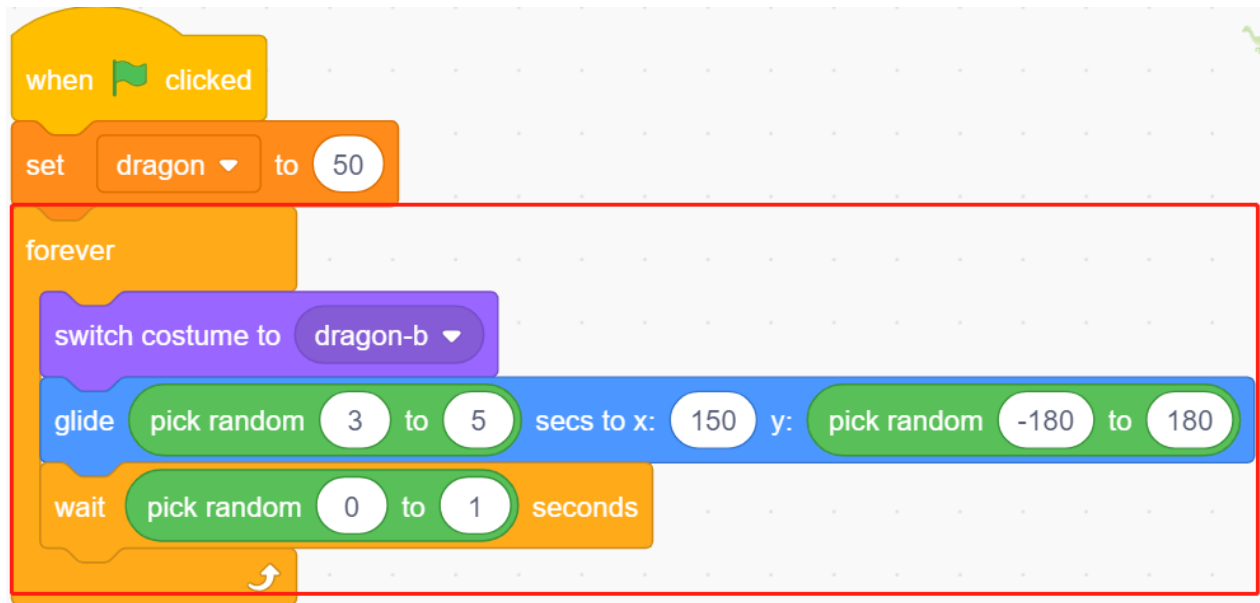 when clicked
set dragon to 50
forever
switch costume to dragon-b
glide pick random 3 to 5 secs to x: 150 y: pick random -180 to 180
wait pick random 0 to 1 seconds